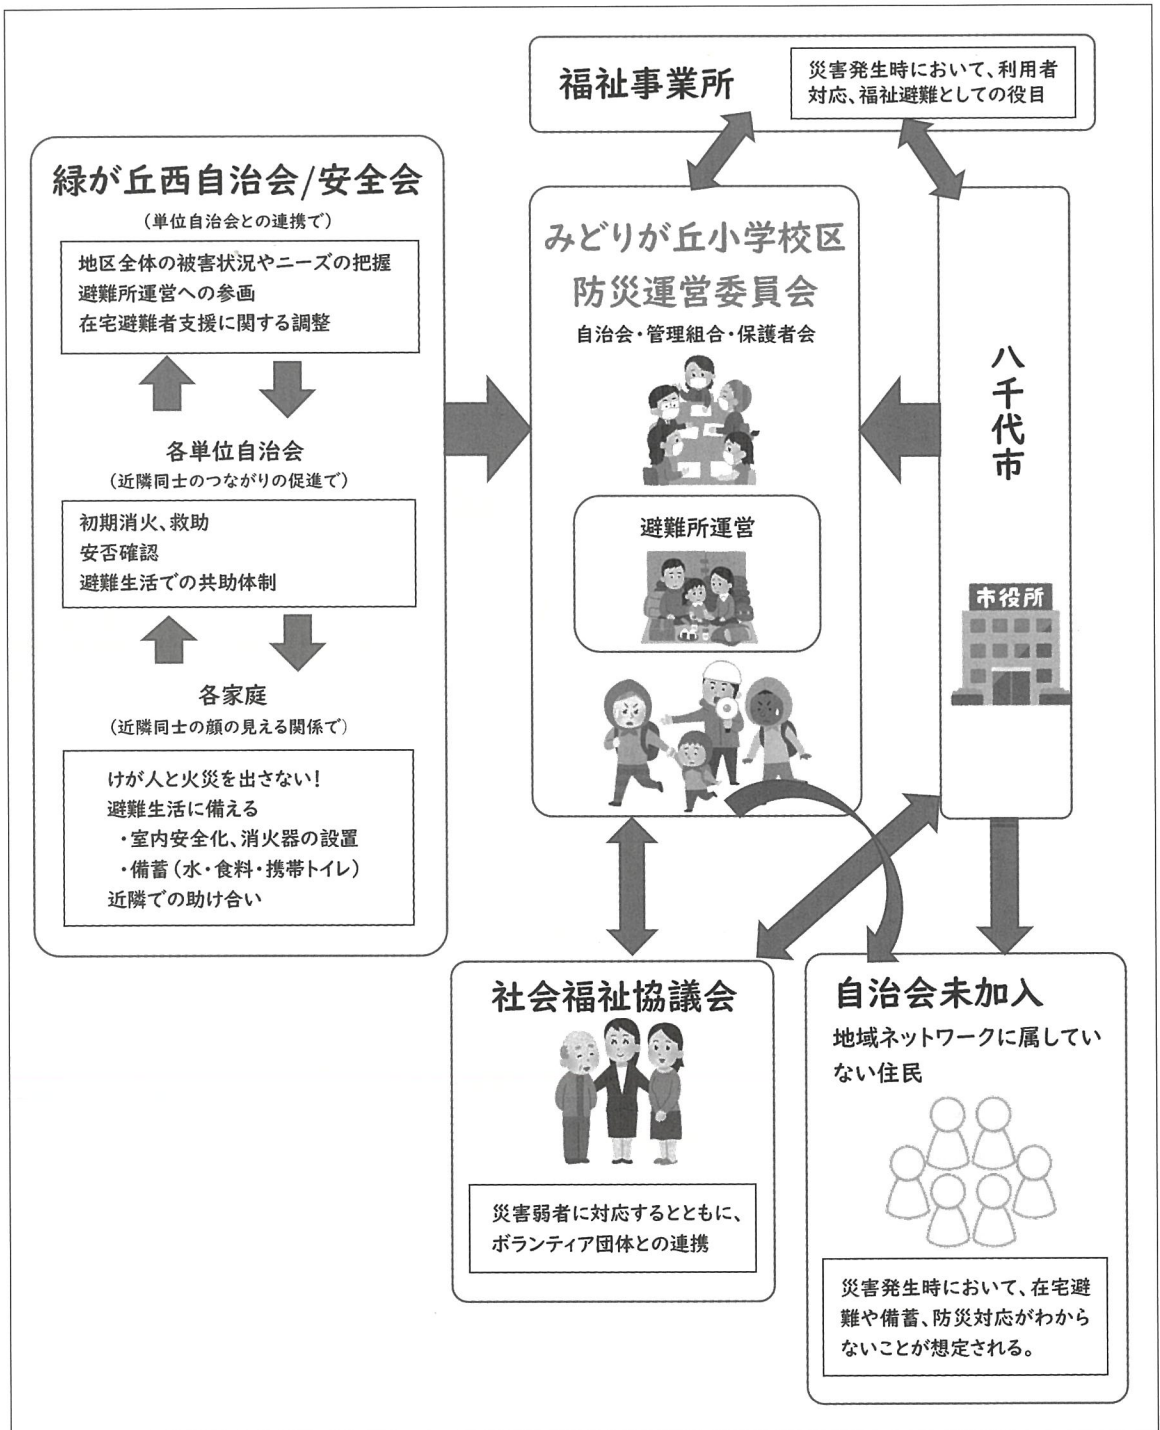 福祉事業所
災害発生時において、利用者
対応、福祉避難としての役目
緑が丘西自治会/安全会
(単位自治会との連携で)
地区全体の被害状況やニーズの把握
避難所運営への参画
在宅避難者支援に関する調整
各単位自治会
(近隣同士のつながりの促進で)
初期消火、救助
安否確認
避難生活での共助体制
各家庭
(近隣同士の顔の見える関係で)
けが人と火災を出さない!
避難生活に備える
・室内安全化、消火器の設置
・備蓄(水・食料・携帯トイレ)
近隣での助け合い
みどりが丘小学校区
防災運営委員会
自治会・管理組合・保護者会
避難所運営
八千代市
市役所
社会福祉協議会
災害弱者に対応するとともに、
ボランティア団体との連携
自治会未加入
地域ネットワークに属してい
ない住民
災害発生時において、在宅避
難や備蓄、防災対応がわから
ないことが想定される。